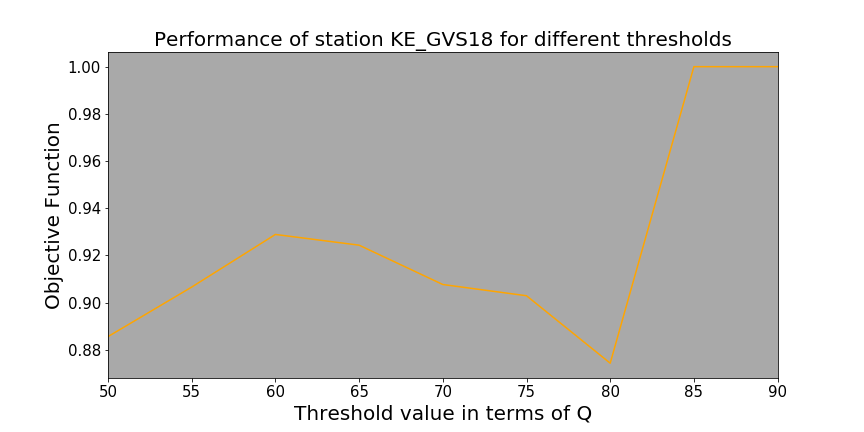 Performance of station KE_GVS18 for different thresholds
1.00
0.98
0.96
0.94
0.92
0.90
0.88
Objective Function
50 55 60 65 70 75 80 85 90
Threshold value in terms of Q